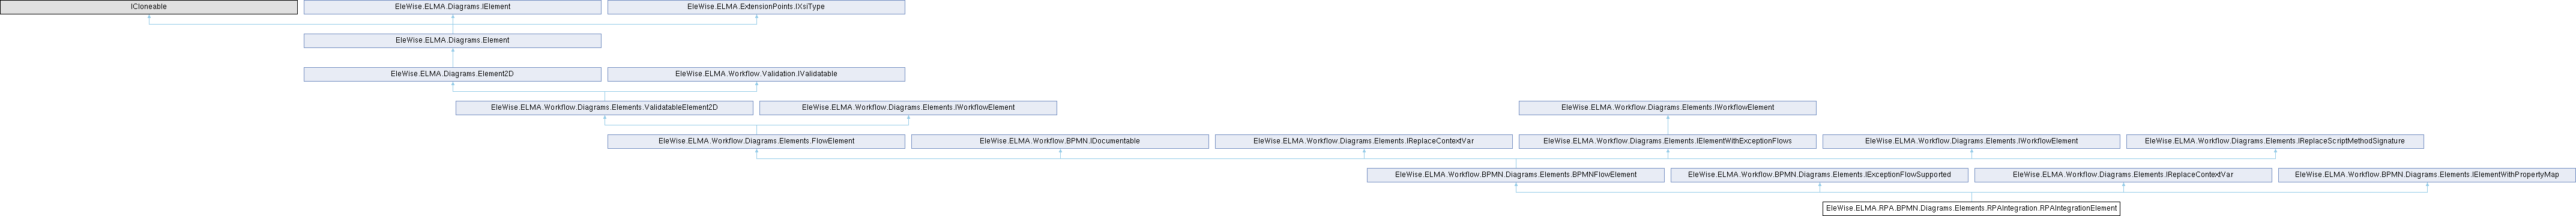 ICloneable
EleWise.ELMA.Diagrams.IElement
EleWise.ELMA.ExtensionPoints.IXsiType
EleWise.ELMA.Diagrams.Element
EleWise.ELMA.Diagrams.Element2D
EleWise.ELMA.Workflow.Validation.IValidatable
EleWise.ELMA.Workflow.Diagrams.Elements.ValidatableElement2D
EleWise.ELMA.Workflow.Diagrams.Elements.IWorkflowElement
EleWise.ELMA.Workflow.Diagrams.Elements.IWorkflowElement
EleWise.ELMA.Workflow.Diagrams.Elements.FlowElement
EleWise.ELMA.Workflow.BPMN.IDocumentable
EleWise.ELMA.Workflow.Diagrams.Elements.IReplaceContextVar
EleWise.ELMA.Workflow.Diagrams.Elements.IElementWithExceptionFlows
EleWise.ELMA.Workflow.Diagrams.Elements.IWorkflowElement
EleWise.ELMA.Workflow.Diagrams.Elements.IReplaceScriptMethodSignature
EleWise.ELMA.Workflow.BPMN.Diagrams.Elements.BPMNFlowElement
EleWise.ELMA.Workflow.BPMN.Diagrams.Elements.IExceptionFlowSupported
EleWise.ELMA.Workflow.Diagrams.Elements.IReplaceContextVar
EleWise.ELMA.Workflow.BPMN.Diagrams.Elements.IElementWithPropertyMap
EleWise.ELMA.RPA.BPMN.Diagrams.Elements.RPAIntegration.RPAIntegrationElement